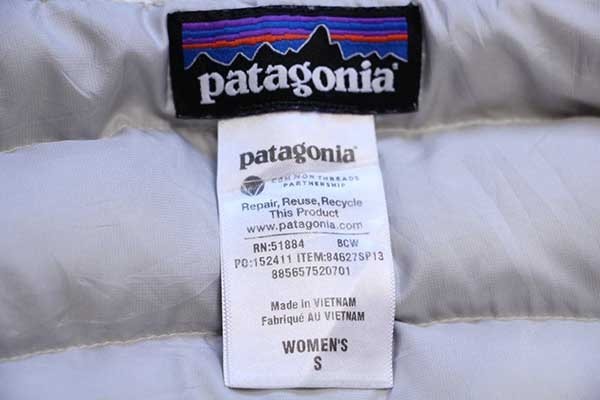 patagonia®
patagonia®
COMMON THREADS
PARTNERSHIP
Repair, Reuse, Recycle
This Product
www.patagonia.com
RN:51884 BCW
PO:152411 ITEM:84627SP13
885657520701
Made in VIETNAM
Fabriqué AU VIETNAM
WOMEN'S
S